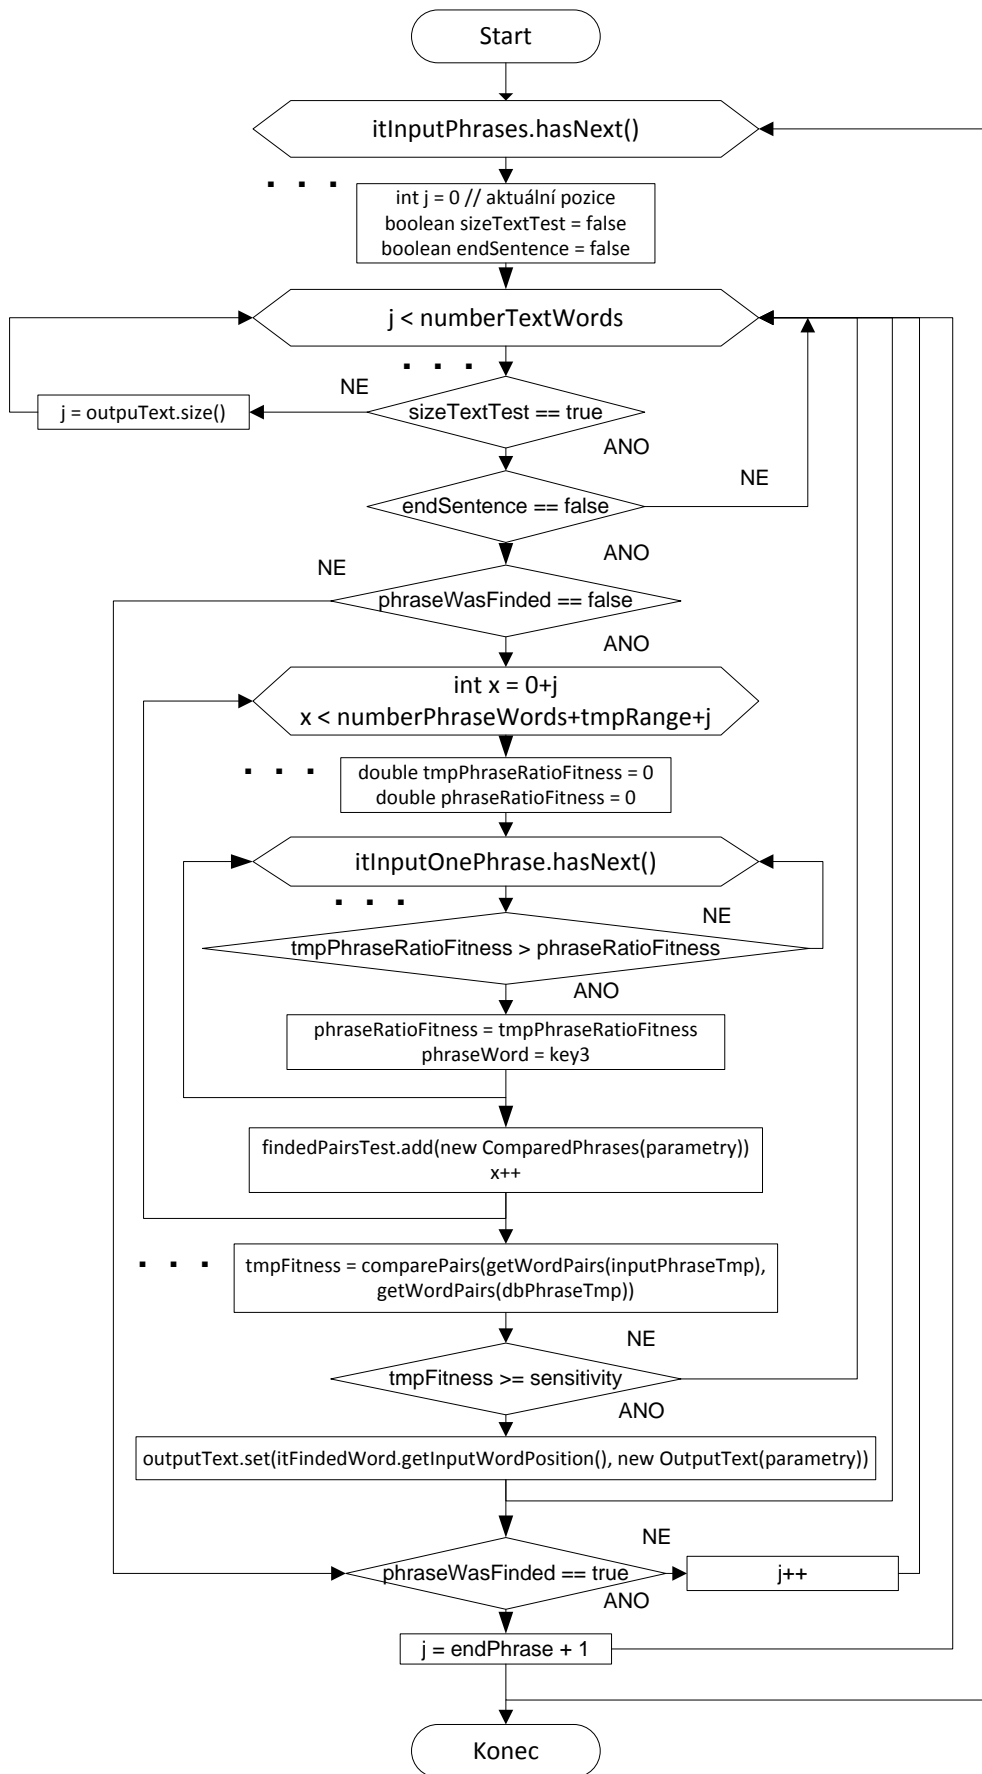 Start
itInputPhrases.hasNext()
. . .
int j = 0 // aktuální pozice
boolean sizeTextTest = false
boolean endSentence = false
j < numberTextWords
. . .
NE
j = outpuText.size()
sizeTextTest == true
ANO
NE
endSentence == false
ANO
NE
phraseWasFinded == false
ANO
int x = 0+j
x < numberPhraseWords+tmpRange+j
. . .
double tmpPhraseRatioFitness = 0
double phraseRatioFitness = 0
itInputOnePhrase.hasNext()
. . .
NE
tmpPhraseRatioFitness > phraseRatioFitness
ANO
phraseRatioFitness = tmpPhraseRatioFitness
phraseWord = key3
findedPairsTest.add(new ComparedPhrases(parametry))
x++
. . .
tmpFitness = comparePairs(getWordPairs(inputPhraseTmp),
getWordPairs(dbPhraseTmp))
NE
tmpFitness >= sensitivity
ANO
outputText.set(itFindedWord.getInputWordPosition(), new OutputText(parametry))
NE
phraseWasFinded == true
j++
ANO
j = endPhrase + 1
Konec